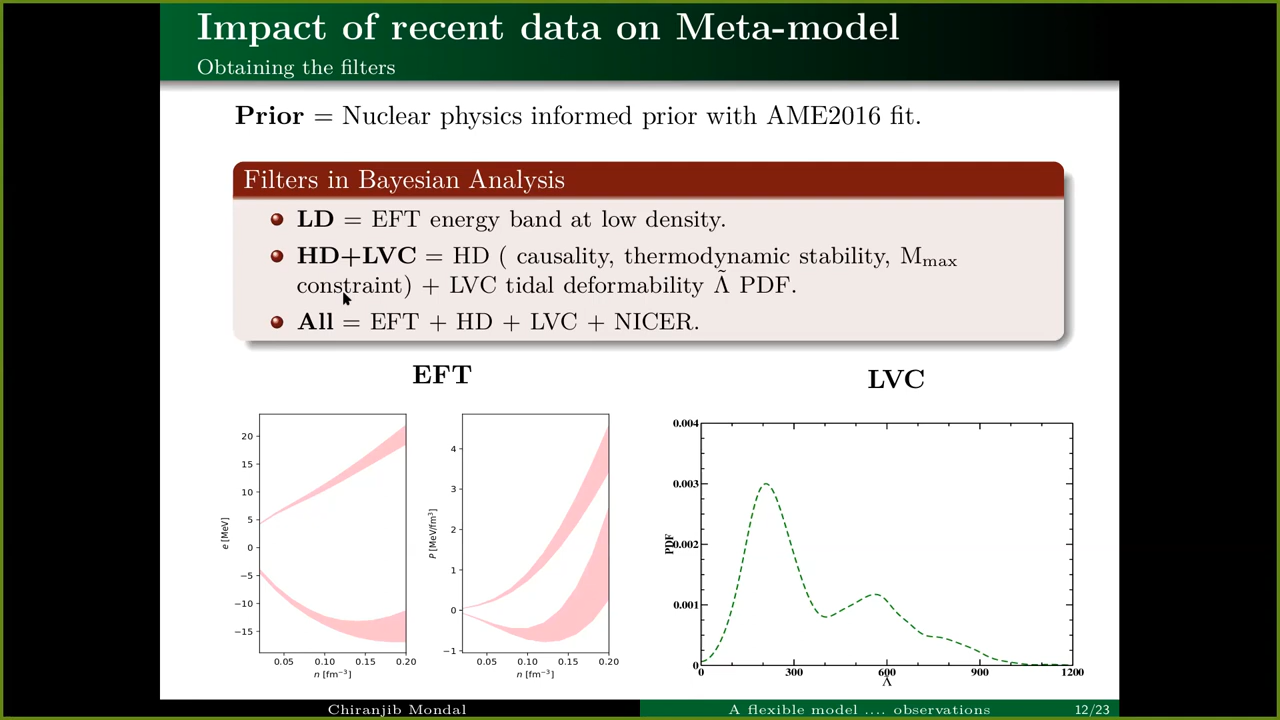 Impact of recent data on Meta-model
Obtaining the filters
Prior = Nuclear physics informed prior with AME2016 fit.
Filters in Bayesian Analysis
LD = EFT energy band at low density.
HD+LVC = HD ( causality, thermodynamic stability, M_max
constraint) + LVC tidal deformability Λ̃ PDF.
All = EFT + HD + LVC + NICER.
EFT
20
15
10
5
0
−5
−10
−15
e [MeV]
0.05 0.10 0.15 0.20
n [fm⁻³]
4
3
2
1
0
−1
P [MeV/fm³]
0.05 0.10 0.15 0.20
n [fm⁻³]
LVC
0.004
0.003
0.002
0.001
0
PDF
0 300 600 900 1200
Λ̃
Chiranjib Mondal
A flexible model .... observations
12/23